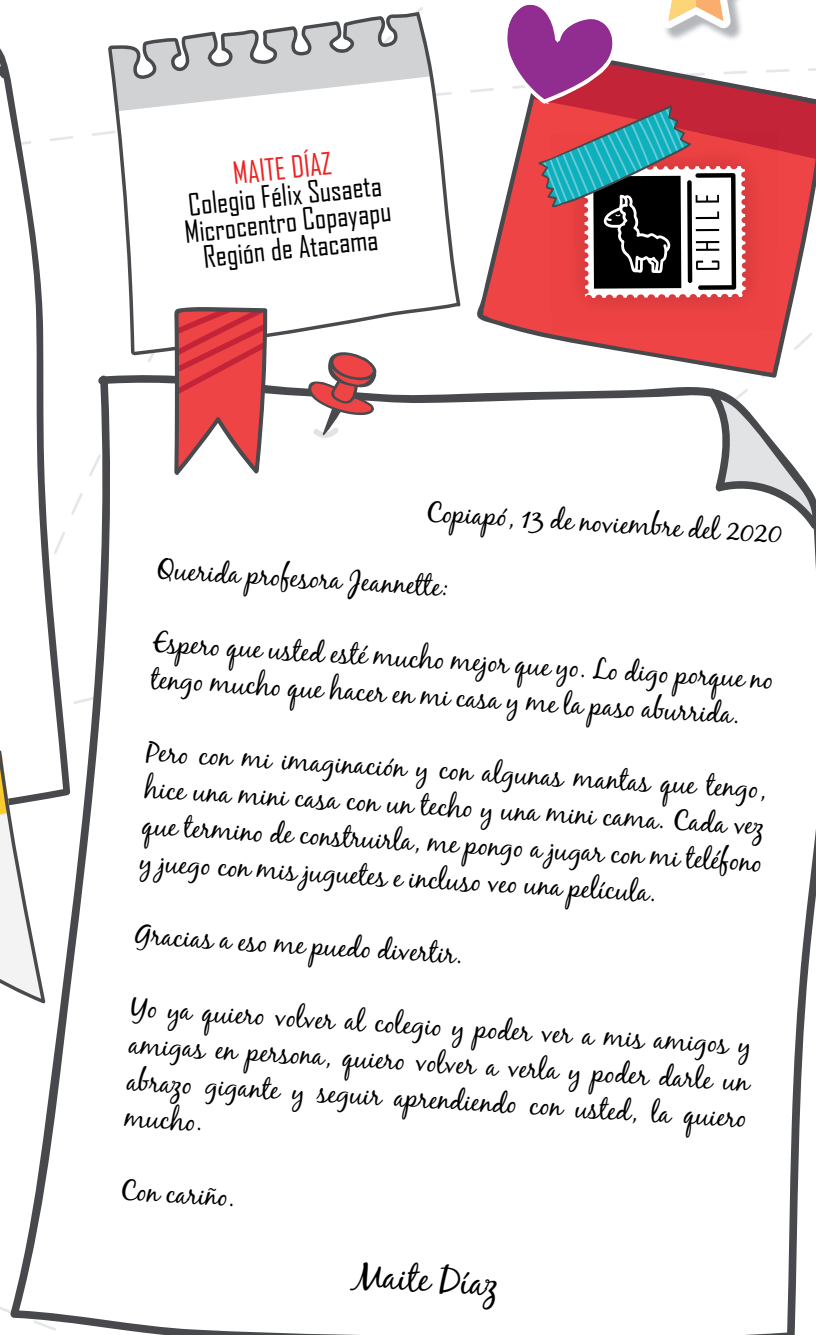 MAITE DÍAZ
Colegio Félix Susaeta
Microcentro Copayapu
Región de Atacama
CHILE
Copiapó, 13 de noviembre del 2020
Querida profesora Jeannette:
Espero que usted esté mucho mejor que yo. Lo digo porque no
tengo mucho que hacer en mi casa y me la paso aburrida.
Pero con mi imaginación y con algunas mantas que tengo,
hice una mini casa con un techo y una mini cama. Cada vez
que termino de construirla, me pongo a jugar con mi teléfono
y juego con mis juguetes e incluso veo una película.
Gracias a eso me puedo divertir.
Yo ya quiero volver al colegio y poder ver a mis amigos y
amigas en persona, quiero volver a verla y poder darle un
abrazo gigante y seguir aprendiendo con usted, la quiero
mucho.
Con cariño.
Maite Díaz